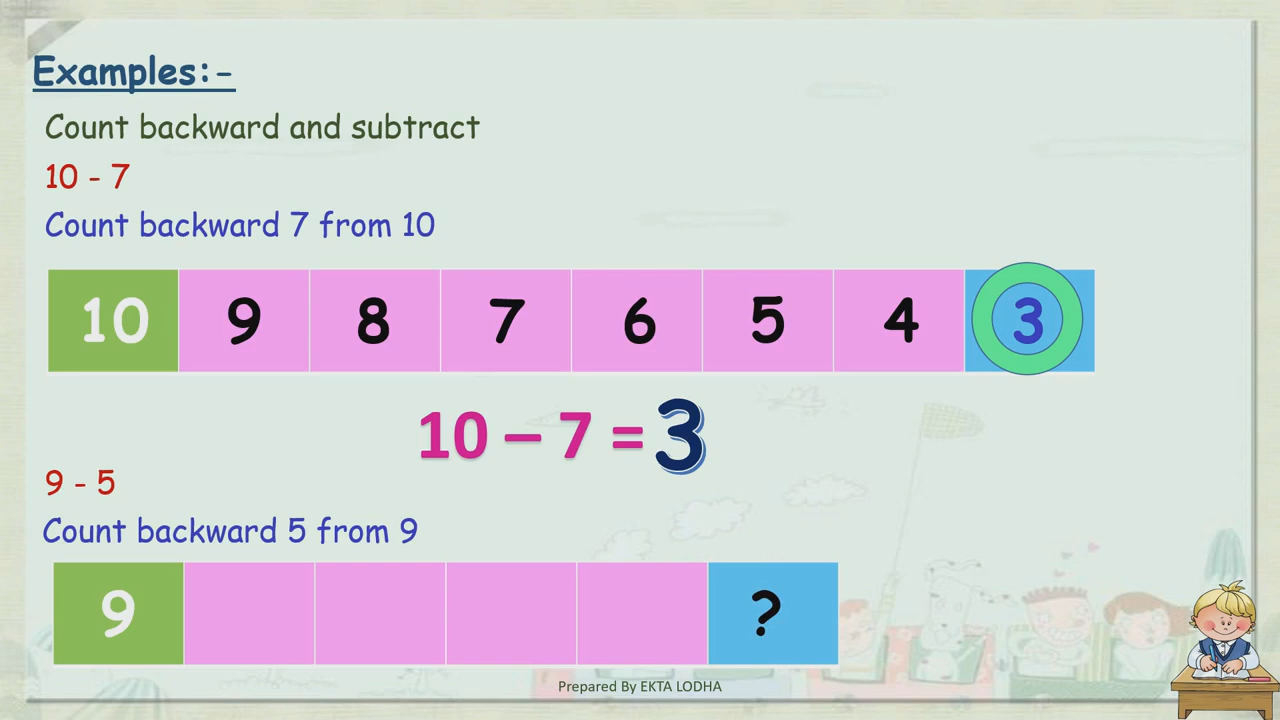 Examples:-
Count backward and subtract
10 - 7
Count backward 7 from 10
10 9 8 7 6 5 4 3
10 – 7 = 3
9 - 5
Count backward 5 from 9
9 ?
Prepared By EKTA LODHA